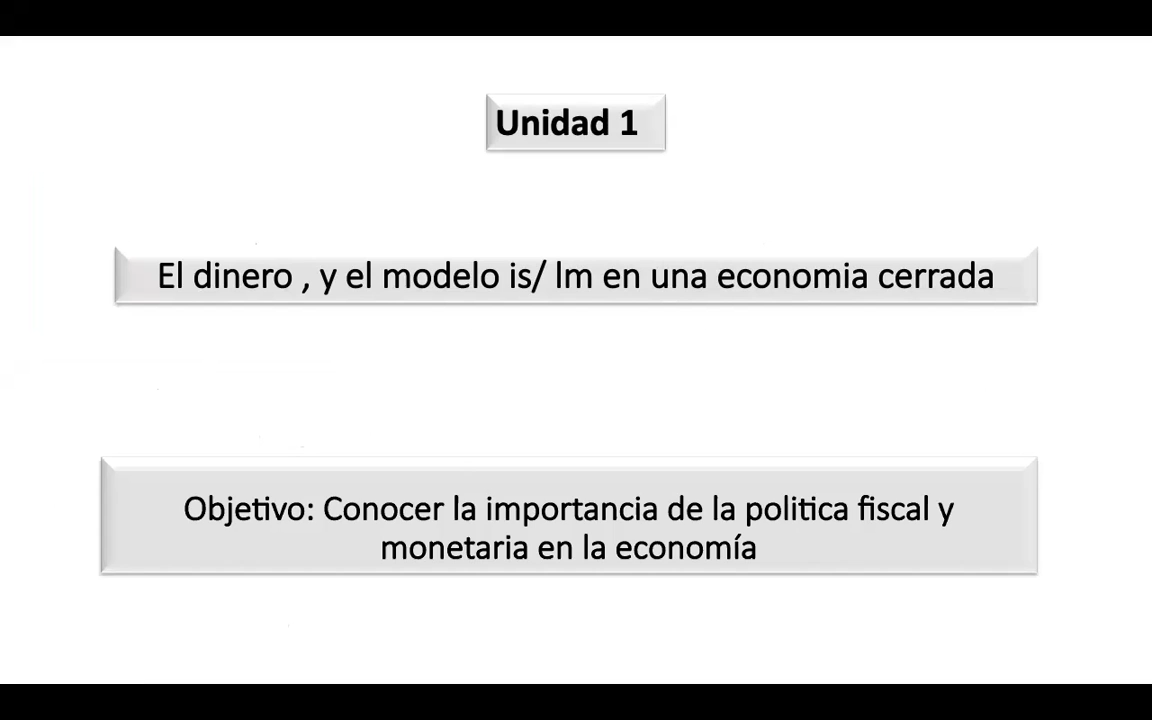 Unidad 1
El dinero , y el modelo is/ lm en una economia cerrada
Objetivo: Conocer la importancia de la politica fiscal y
monetaria en la economía